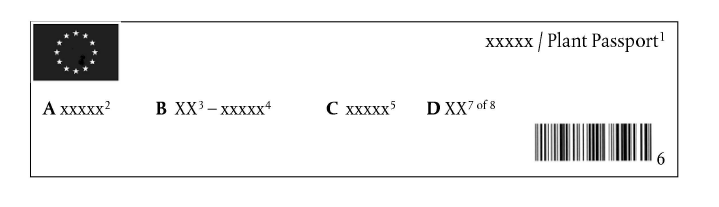 xxxxx / Plant Passport¹
A xxxxx² B XX³ – xxxxx⁴ C xxxxx⁵ D XX⁷ ᵒᶠ ⁸
6